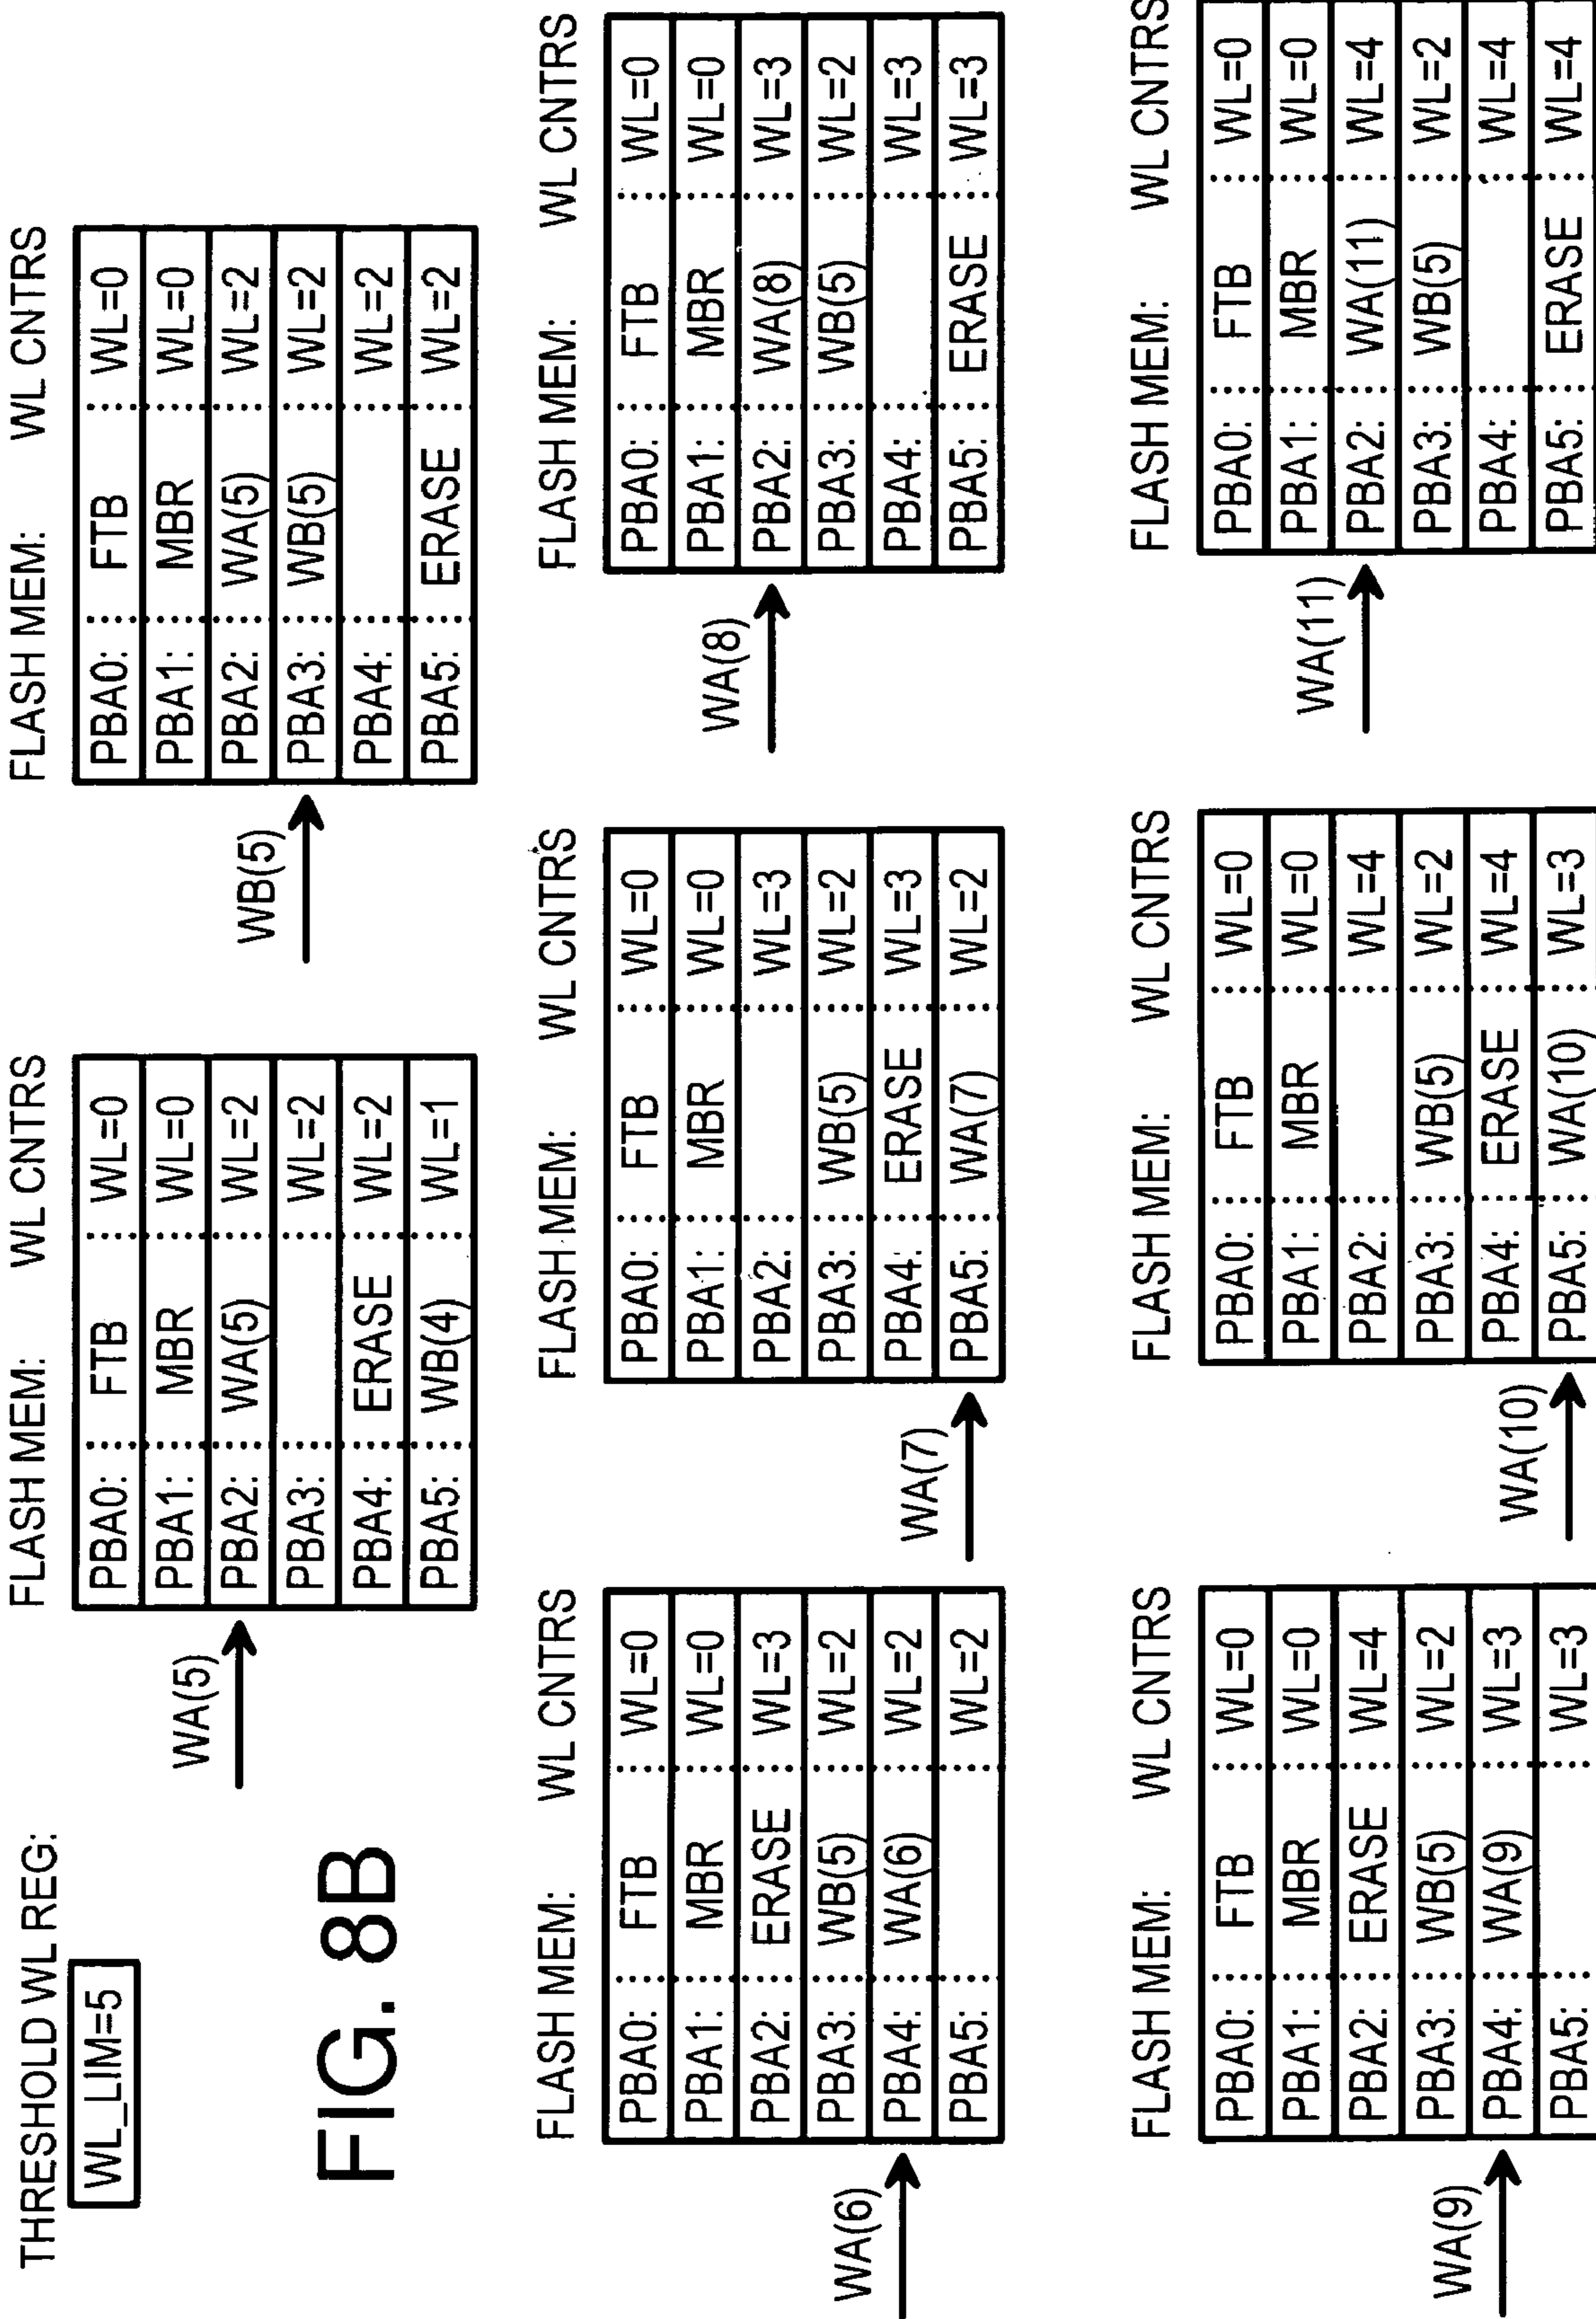 THRESHOLD WL REG:
WL_LIM=5
FIG. 8B
WA(5)
FLASH MEM: WL CNTRS
PBA0: FTB WL=0
PBA1: MBR WL=0
PBA2: WA(5) WL=2
PBA3: WL=2
PBA4: ERASE WL=2
PBA5: WB(4) WL=1
WB(5)
FLASH MEM: WL CNTRS
PBA0: FTB WL=0
PBA1: MBR WL=0
PBA2: WA(5) WL=2
PBA3: WB(5) WL=2
PBA4: WL=2
PBA5: ERASE WL=2
WA(6)
FLASH MEM: WL CNTRS
PBA0: FTB WL=0
PBA1: MBR WL=0
PBA2: ERASE WL=3
PBA3: WB(5) WL=2
PBA4: WA(6) WL=2
PBA5: WL=2
WA(7)
FLASH MEM: WL CNTRS
PBA0: FTB WL=0
PBA1: MBR WL=0
PBA2: WL=3
PBA3: WB(5) WL=2
PBA4: ERASE WL=3
PBA5: WA(7) WL=2
WA(8)
FLASH MEM: WL CNTRS
PBA0: FTB WL=0
PBA1: MBR WL=0
PBA2: WA(8) WL=3
PBA3: WB(5) WL=2
PBA4: WL=3
PBA5: ERASE WL=3
WA(9)
FLASH MEM: WL CNTRS
PBA0: FTB WL=0
PBA1: MBR WL=0
PBA2: ERASE WL=4
PBA3: WB(5) WL=2
PBA4: WA(9) WL=3
PBA5: WL=3
WA(10)
FLASH MEM: WL CNTRS
PBA0: FTB WL=0
PBA1: MBR WL=0
PBA2: WL=4
PBA3: WB(5) WL=2
PBA4: ERASE WL=4
PBA5: WA(10) WL=3
WA(11)
FLASH MEM: WL CNTRS
PBA0: FTB WL=0
PBA1: MBR WL=0
PBA2: WA(11) WL=4
PBA3: WB(5) WL=2
PBA4: WL=4
PBA5: ERASE WL=4